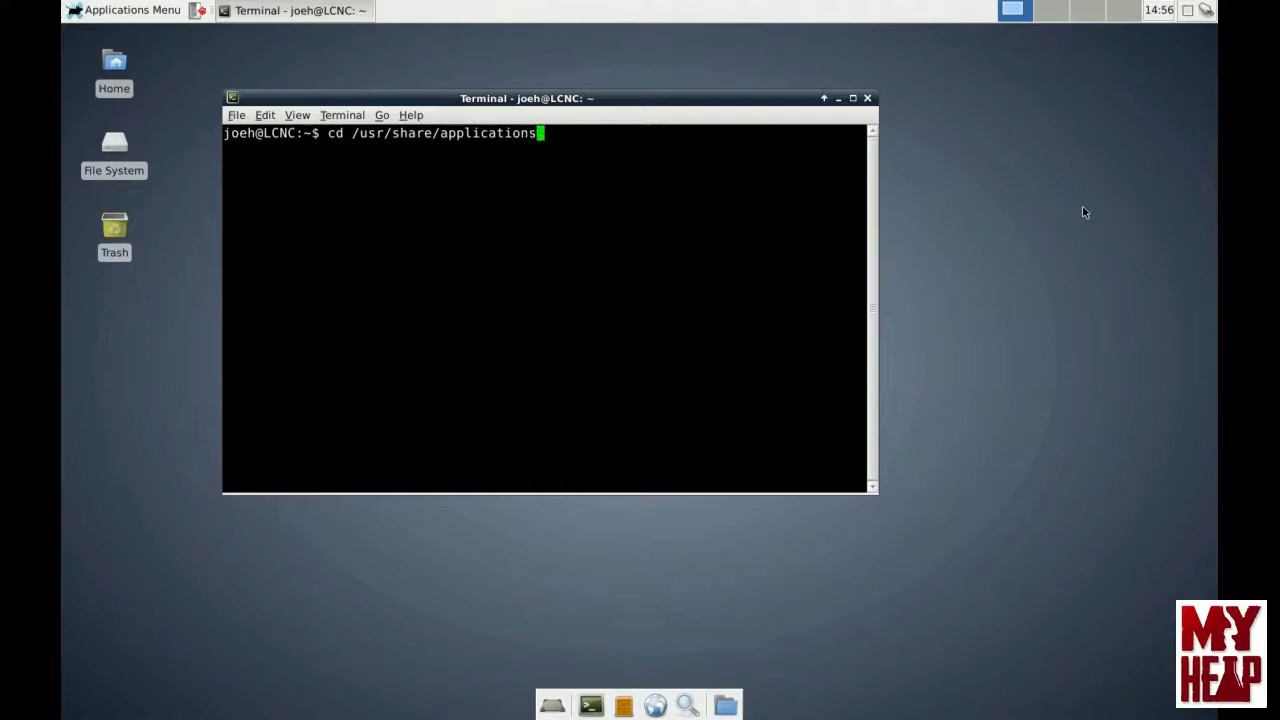 Applications Menu
Terminal - joeh@LCNC: ~
14:56
Home
File System
Trash
Terminal - joeh@LCNC: ~
File Edit View Terminal Go Help
joeh@LCNC:~$ cd /usr/share/applications
MY
HELP